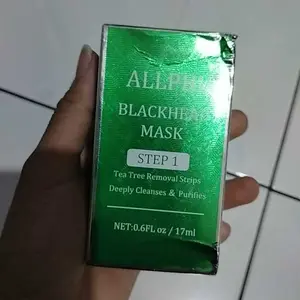 BLACKHEAD
MASK
STEP 1
Tea Tree Removal Strips
Deeply Cleanses & Purifies
NET:0.6FL oz / 17ml